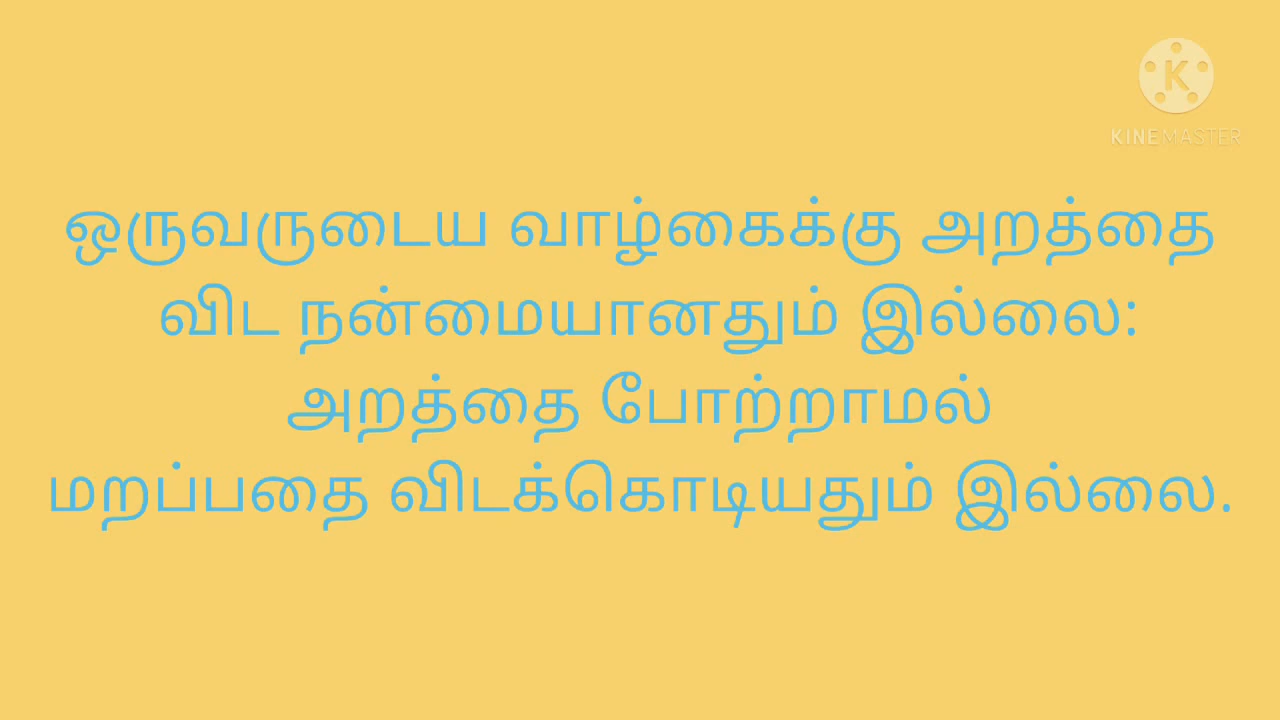 KINEMASTER
ஒருவருடைய வாழ்கைக்கு அறத்தை
விட நன்மையானதும் இல்லை:
அறத்தை போற்றாமல்
மறப்பதை விடக்கொடியதும் இல்லை.